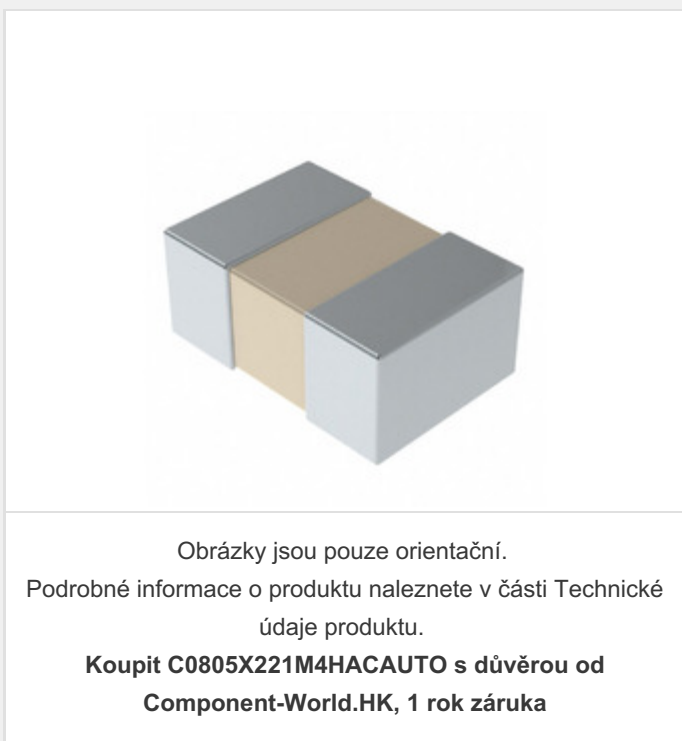 Obrázky jsou pouze orientační.
Podrobné informace o produktu naleznete v části Technické
údaje produktu.
Koupit C0805X221M4HACAUTO s důvěrou od
Component-World.HK, 1 rok záruka